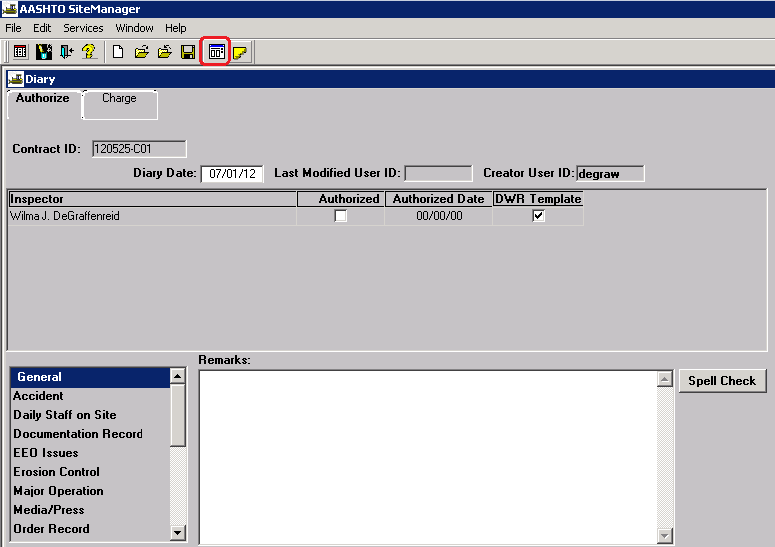 AASHTO SiteManager
File Edit Services Window Help
Diary
Authorize Charge
Contract ID: 120525-C01
Diary Date: 07/01/12 Last Modified User ID: Creator User ID: degraw
Inspector Authorized Authorized Date DWR Template
Wilma J. DeGraffenreid 00/00/00
Remarks:
General
Spell Check
Accident
Daily Staff on Site
Documentation Record
EEO Issues
Erosion Control
Major Operation
Media/Press
Order Record